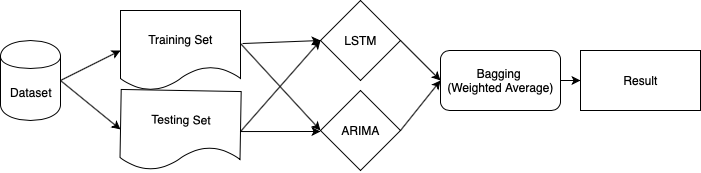 Dataset
Training Set
Testing Set
LSTM
ARIMA
Bagging
(Weighted Average)
Result